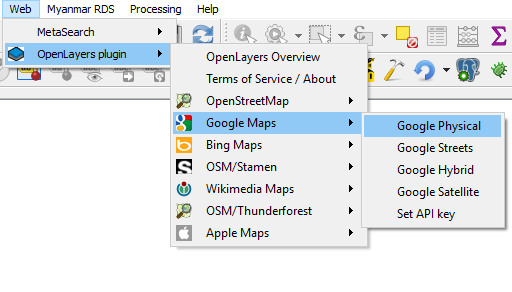 Web Myanmar RDS Processing Help
MetaSearch
OpenLayers plugin
OpenLayers Overview
Terms of Service / About
OpenStreetMap
Google Maps
Bing Maps
OSM/Stamen
Wikimedia Maps
OSM/Thunderforest
Apple Maps
Google Physical
Google Streets
Google Hybrid
Google Satellite
Set API key